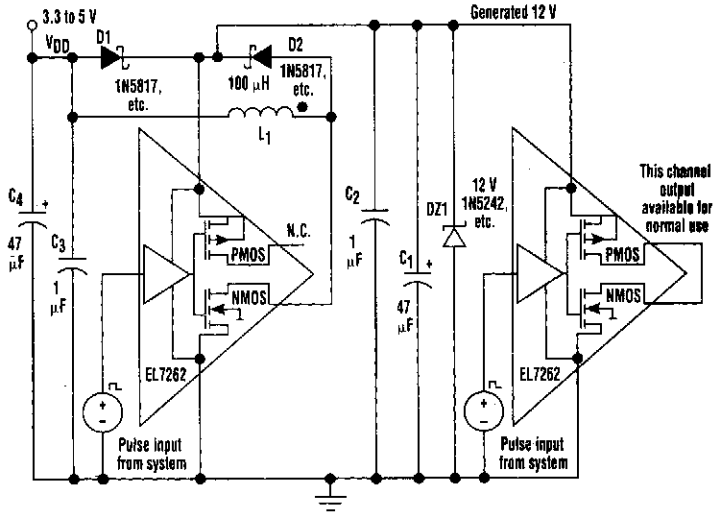 3.3 to 5 V
VDD
D1
1N5817,
etc.
D2
100 μH
1N5817,
etc.
L1
Generated 12 V
C4
47
μF
C3
1
μF
N.C.
PMOS
NMOS
EL7262
Pulse input
from system
C2
1
μF
C1
47
μF
12 V
1N5242,
etc.
DZ1
This channel
output
available for
normal use
PMOS
NMOS
EL7262
Pulse input
from system
+
-
+
-
+
+